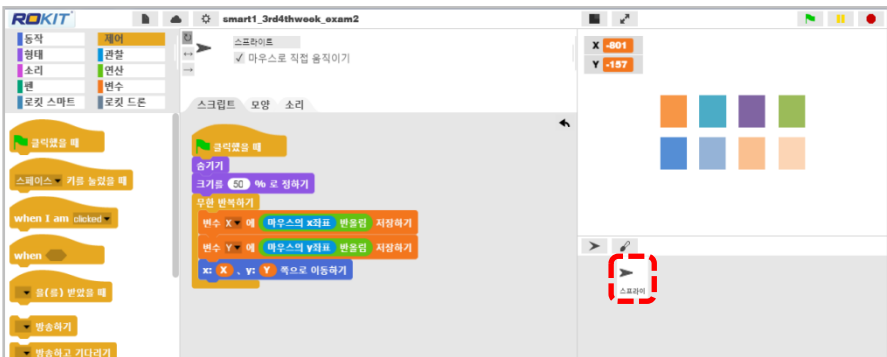 ROKIT
smart1_3rd4thwook_exam2
동작
제어
형태
관찰
소리
연산
펜
변수
로킷 스마트
로킷 드론
스프라이트
마우스로 직접 움직이기
스크립트 모양 소리
클릭했을 때
스페이스 키를 눌렀을 때
when I am clicked
when
을(를) 받았을 때
방송하기
방송하고 기다리기
클릭했을 때
숨기기
크기를 50 % 로 정하기
무한 반복하기
변수 X 에 마우스의 x좌표 반올림 저장하기
변수 Y 에 마우스의 y좌표 반올림 저장하기
x: X 、y: Y 쪽으로 이동하기
X -801
Y -157
스프라이